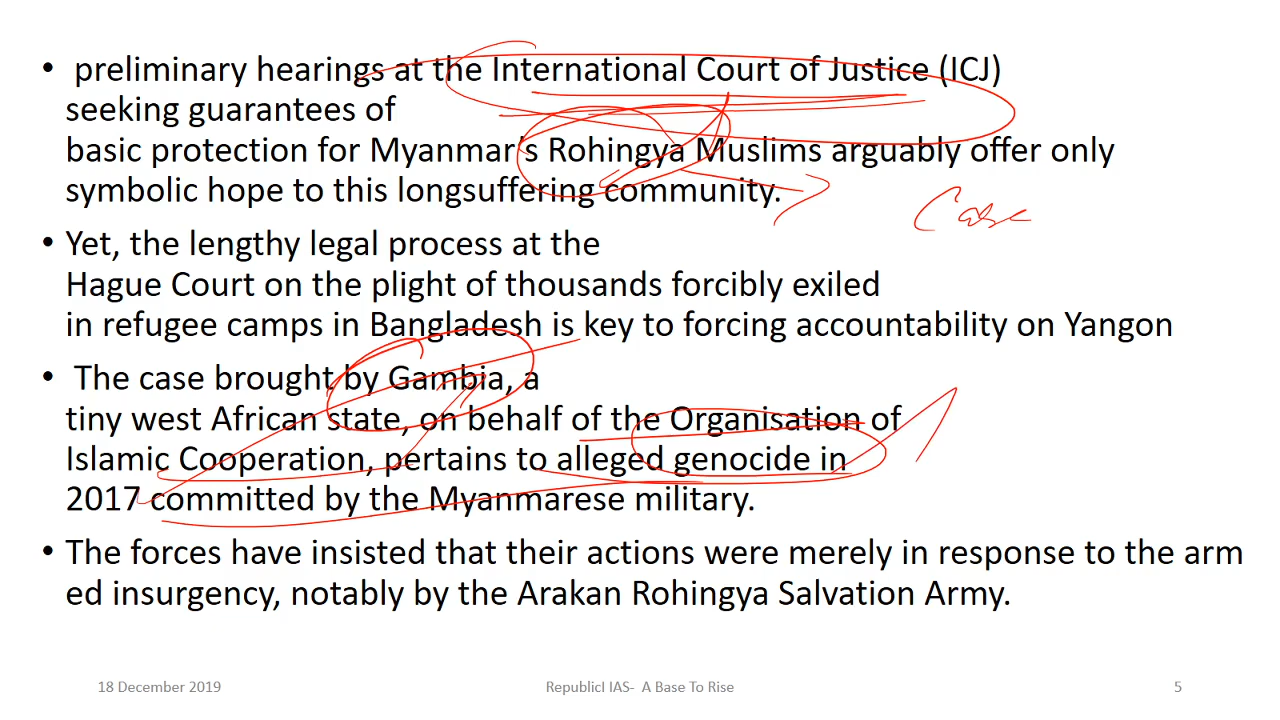 • preliminary hearings at the International Court of Justice (ICJ)
seeking guarantees of
basic protection for Myanmar's Rohingya Muslims arguably offer only
symbolic hope to this longsuffering community.
Case
• Yet, the lengthy legal process at the
Hague Court on the plight of thousands forcibly exiled
in refugee camps in Bangladesh is key to forcing accountability on Yangon
• The case brought by Gambia, a
tiny west African state, on behalf of the Organisation of
Islamic Cooperation, pertains to alleged genocide in
2017 committed by the Myanmarese military.
• The forces have insisted that their actions were merely in response to the arm
ed insurgency, notably by the Arakan Rohingya Salvation Army.
18 December 2019
RepublicI IAS- A Base To Rise
5